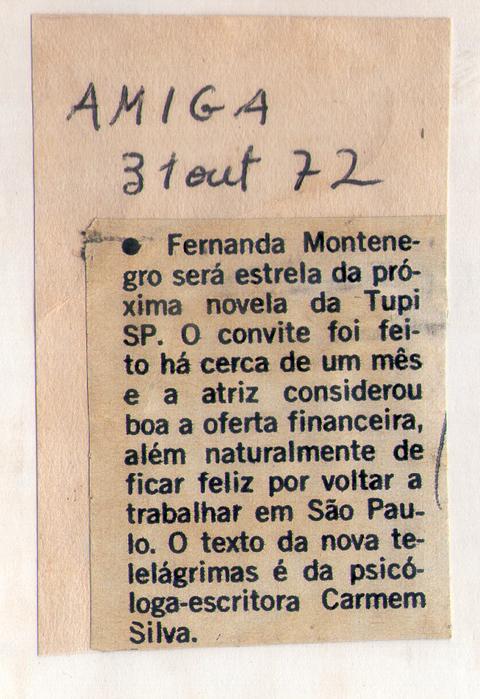 AMIGA
31 out 72
● Fernanda Montene-
gro será estrela da pró-
xima novela da Tupi
SP. O convite foi fei-
to há cerca de um mês
e a atriz considerou
boa a oferta financeira,
além naturalmente de
ficar feliz por voltar a
trabalhar em São Pau-
lo. O texto da nova te-
lelágrimas é da psicó-
loga-escritora Carmem
Silva.